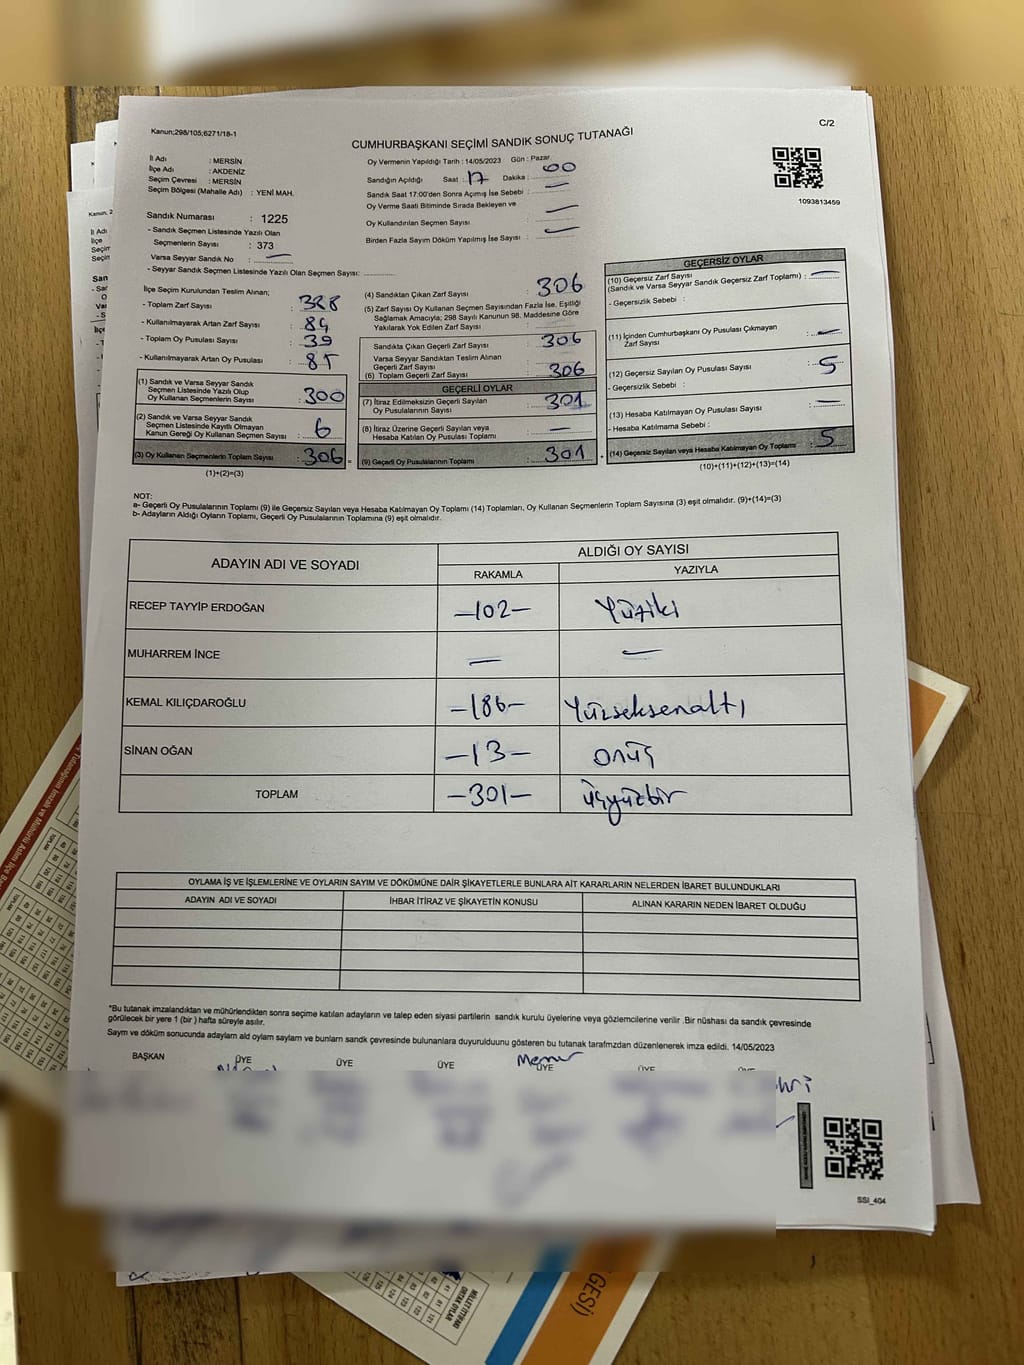 Kanun;298/105;6271/18-1
C/2
CUMHURBAŞKANI SEÇİMİ SANDIK SONUÇ TUTANAĞI
İl Adı : MERSİN
İlçe Adı : AKDENİZ
Seçim Çevresi : MERSİN
Seçim Bölgesi (Mahalle Adı) : YENİ MAH.
Sandık Numarası : 1225
- Sandık Seçmen Listesinde Yazılı Olan
Seçmenlerin Sayısı : 373
Varsa Seyyar Sandık No : —
- Seyyar Sandık Seçmen Listesinde Yazılı Olan Seçmen Sayısı:
Oy Vermenin Yapıldığı Tarih : 14/05/2023 Gün : Pazar
Sandığın Açıldığı Saat : 17 Dakika : 00
Sandık Saat 17:00'den Sonra Açımış İse Sebebi : —
Oy Verme Saati Bitiminde Sırada Bekleyen ve
Oy Kullandırılan Seçmen Sayısı : —
Birden Fazla Sayım Döküm Yapılmış İse Sayısı : —
1093813459
İlçe Seçim Kurulundan Teslim Alınan;
- Toplam Zarf Sayısı : 388
- Kullanılmayarak Artan Zarf Sayısı : 84
- Toplam Oy Pusulası Sayısı : 39
- Kullanılmayarak Artan Oy Pusulası : 85
(1) Sandık ve Varsa Seyyar Sandık
Seçmen Listesinde Yazılı Olup
Oy Kullanan Seçmenlerin Sayısı : 300
(2) Sandık ve Varsa Seyyar Sandık
Seçmen Listesinde Kayıtlı Olmayan
Kanun Gereği Oy Kullanan Seçmen Sayısı : 6
(3) Oy Kullanan Seçmenlerin Toplam Sayısı : 306
(1)+(2)=(3)
(4) Sandıktan Çıkan Zarf Sayısı : 306
(5) Zarf Sayısı Oy Kullanan Seçmen Sayısından Fazla İse, Eşitliği
Sağlamak Amacıyla; 298 Sayılı Kanunun 98. Maddesine Göre
Yakılarak Yok Edilen Zarf Sayısı :
Sandıkta Çıkan Geçerli Zarf Sayısı : 306
Varsa Seyyar Sandıktan Teslim Alınan
Geçerli Zarf Sayısı :
(6) Toplam Geçerli Zarf Sayısı : 306
GEÇERLİ OYLAR
(7) İtiraz Edilmeksizin Geçerli Sayılan
Oy Pusulalarının Sayısı : 301
(8) İtiraz Üzerine Geçerli Sayılan veya
Hesaba Katılan Oy Pusulası Toplamı : —
(9) Geçerli Oy Pusulalarının Toplamı : 301
GEÇERSİZ OYLAR
(10) Geçersiz Zarf Sayısı
(Sandık ve Varsa Seyyar Sandık Geçersiz Zarf Toplamı) : —
- Geçersizlik Sebebi :
(11) İçinden Cumhurbaşkanı Oy Pusulası Çıkmayan
Zarf Sayısı : —
(12) Geçersiz Sayılan Oy Pusulası Sayısı : 5
- Geçersizlik Sebebi :
(13) Hesaba Katılmayan Oy Pusulası Sayısı : —
- Hesaba Katılmama Sebebi :
(14) Geçersiz Sayılan veya Hesaba Katılmayan Oy Toplamı : 5
(10)+(11)+(12)+(13)=(14)
NOT:
a- Geçerli Oy Pusulalarının Toplamı (9) ile Geçersiz Sayılan veya Hesaba Katılmayan Oy Toplamı (14) Toplamları, Oy Kullanan Seçmenlerin Toplam Sayısına (3) eşit olmalıdır. (9)+(14)=(3)
b- Adayların Aldığı Oyların Toplamı, Geçerli Oy Pusulalarının Toplamına (9) eşit olmalıdır.
ADAYIN ADI VE SOYADI ALDIĞI OY SAYISI
RAKAMLA YAZIYLA
RECEP TAYYİP ERDOĞAN -102- Yüziki
MUHARREM İNCE — —
KEMAL KILIÇDAROĞLU -186- Yüzseksenaltı
SİNAN OĞAN -13- onüç
TOPLAM -301- üçyüzbir
OYLAMA İŞ VE İŞLEMLERİNE VE OYLARIN SAYIM VE DÖKÜMÜNE DAİR ŞİKAYETLERLE BUNLARA AİT KARARLARIN NELERDEN İBARET BULUNDUKLARI
ADAYIN ADI VE SOYADI İHBAR İTİRAZ VE ŞİKAYETİN KONUSU ALINAN KARARIN NEDEN İBARET OLDUĞU
*Bu tutanak imzalandıktan ve mühürlendikten sonra seçime katılan adayların ve talep eden siyasi partilerin sandık kurulu üyelerine veya gözlemcilerine verilir .Bir nüshası da sandık çevresinde
görülecek bir yere 1 (bir ) hafta süreyle asılır.
Sayım ve döküm sonucunda adayların ald oyların sayların ve bunların sandk çevresinde bulunanlara duyurulduunu gösteren bu tutanak tarafmzdan düzenlenerek imza edildi. 14/05/2023
BAŞKAN ÜYE ÜYE ÜYE ÜYE ÜYE ÜYE
Memur
SSI_404
GESİ)
MİLLET İTTİFAKI
ORTAK OYLAR